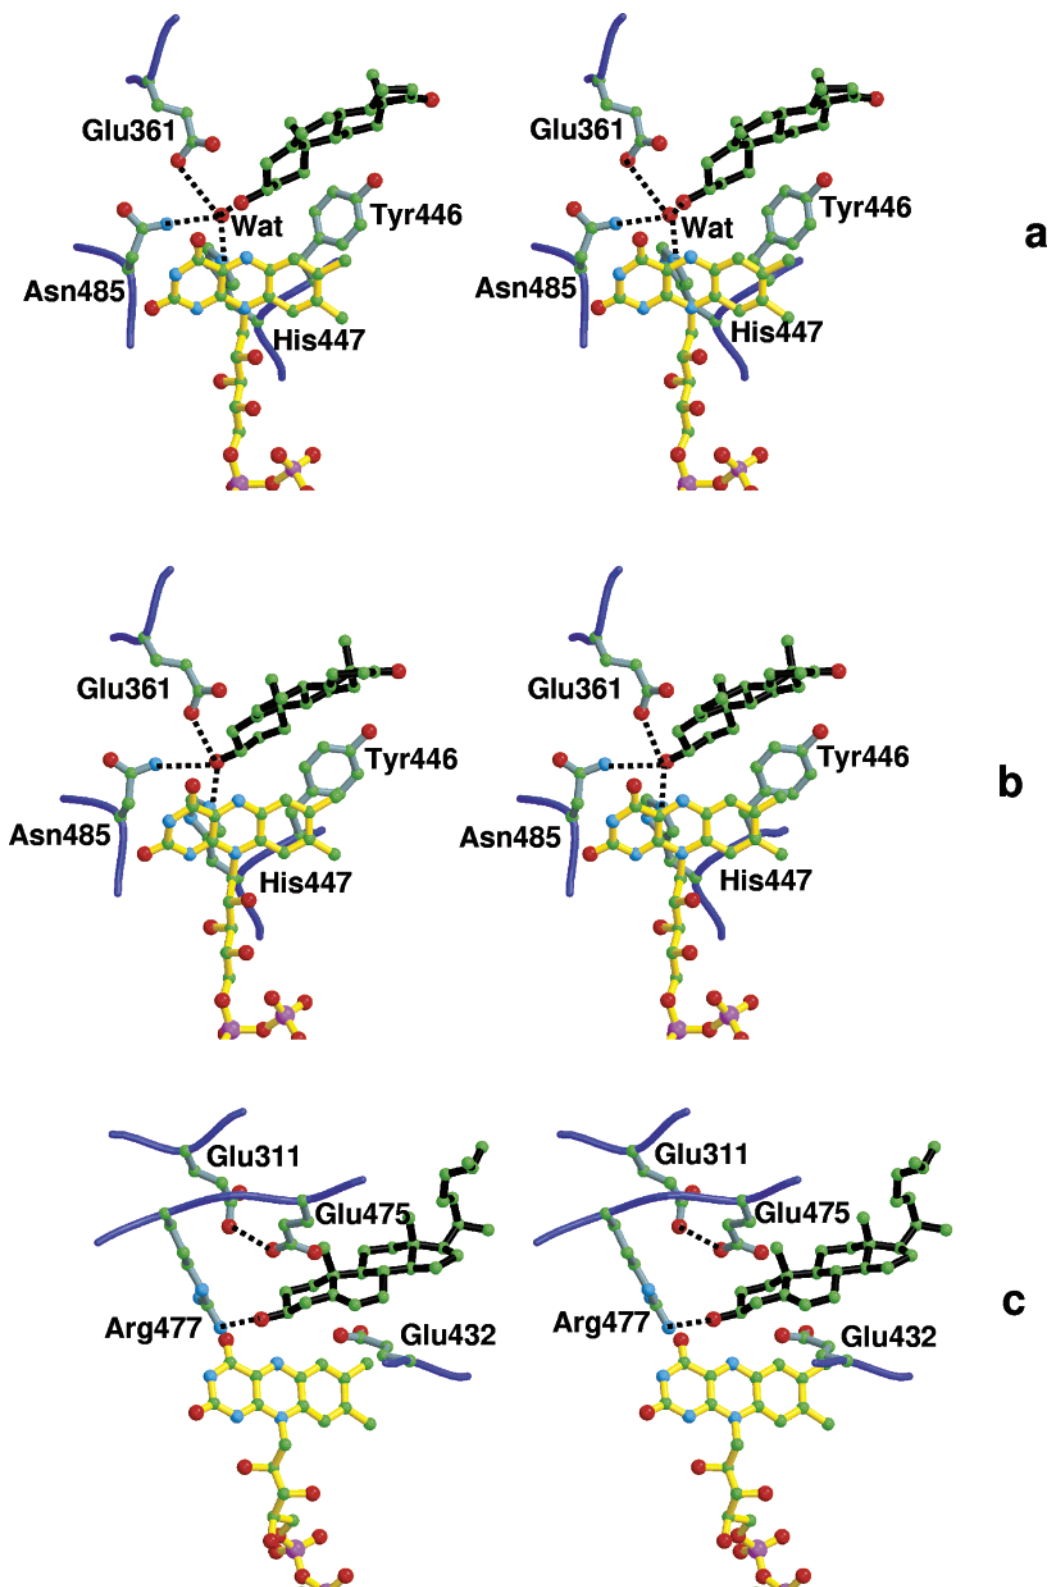 Glu361 Glu361
Wat Tyr446 Wat Tyr446
a
Asn485 Asn485
His447 His447
Glu361 Glu361
Tyr446 Tyr446
b
Asn485 Asn485
His447 His447
Glu311 Glu311
Glu475 Glu475
c
Arg477 Glu432 Arg477 Glu432